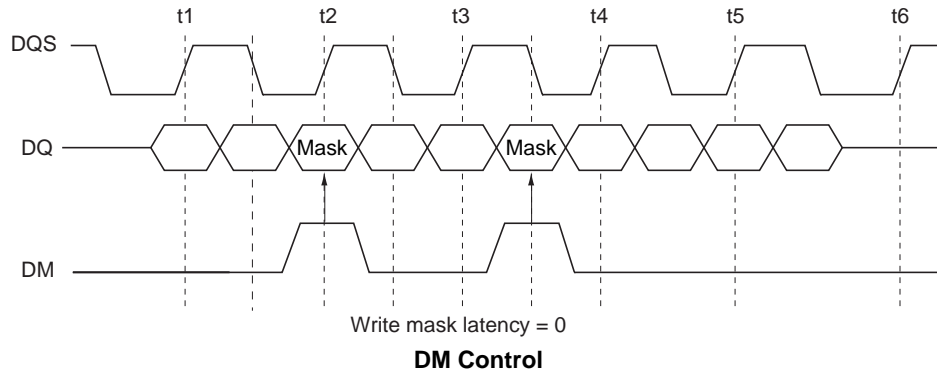 t1 t2 t3 t4 t5 t6
DQS
DQ Mask Mask
DM
Write mask latency = 0
DM Control